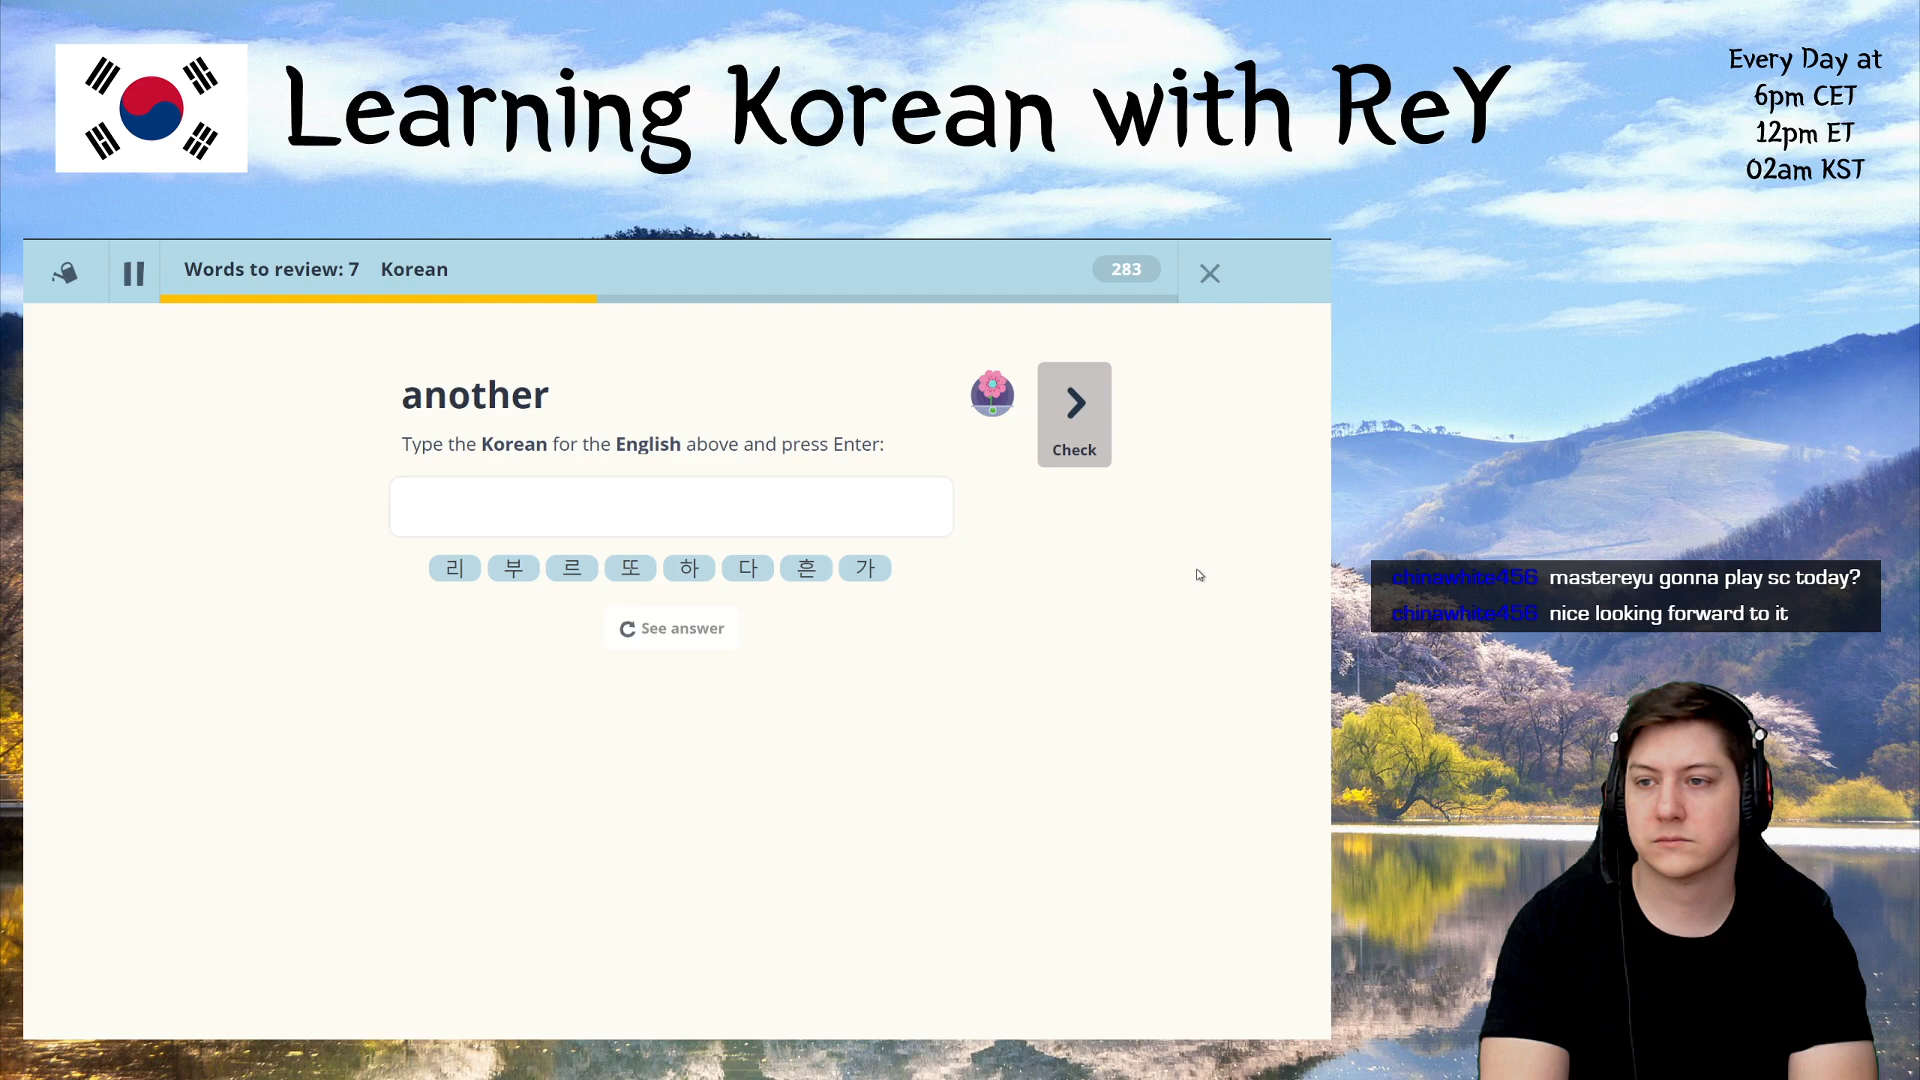 Learning Korean with ReY
Every Day at
6pm CET
12pm ET
02am KST
Words to review: 7 Korean
283
another
Type the Korean for the English above and press Enter:
Check
리 부 르 또 하 다 흔 가
See answer
chinawhite456 mastereyu gonna play sc today?
chinawhite456 nice looking forward to it